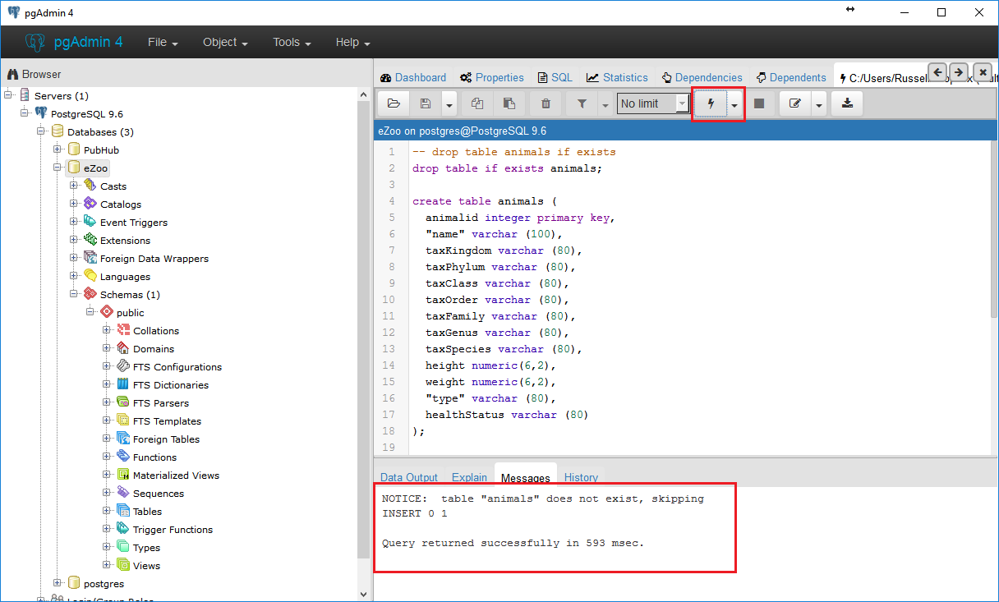 pgAdmin 4
pgAdmin 4 File Object Tools Help
Browser
Servers (1)
PostgreSQL 9.6
Databases (3)
PubHub
eZoo
Casts
Catalogs
Event Triggers
Extensions
Foreign Data Wrappers
Languages
Schemas (1)
public
Collations
Domains
FTS Configurations
FTS Dictionaries
FTS Parsers
FTS Templates
Foreign Tables
Functions
Materialized Views
Sequences
Tables
Trigger Functions
Types
Views
postgres
Login/Group Roles
Dashboard Properties SQL Statistics Dependencies Dependents C:/Users/Russell
No limit
eZoo on postgres@PostgreSQL 9.6
1 -- drop table animals if exists
2 drop table if exists animals;
3
4 create table animals (
5 animalid integer primary key,
6 "name" varchar (100),
7 taxKingdom varchar (80),
8 taxPhylum varchar (80),
9 taxClass varchar (80),
10 taxOrder varchar (80),
11 taxFamily varchar (80),
12 taxGenus varchar (80),
13 taxSpecies varchar (80),
14 height numeric(6,2),
15 weight numeric(6,2),
16 "type" varchar (80),
17 healthStatus varchar (80)
18 );
19
Data Output Explain Messages History
NOTICE: table "animals" does not exist, skipping
INSERT 0 1
Query returned successfully in 593 msec.